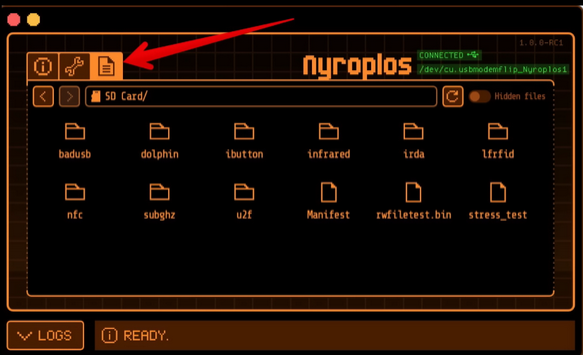 1.0.0-RC1
Nyroplos
CONNECTED
/dev/cu.usbmodemflip_Nyroplos1
SD Card/
Hidden files
badusb dolphin ibutton infrared irda lfrfid
nfc subghz u2f Manifest rwfiletest.bin stress_test
LOGS
READY.